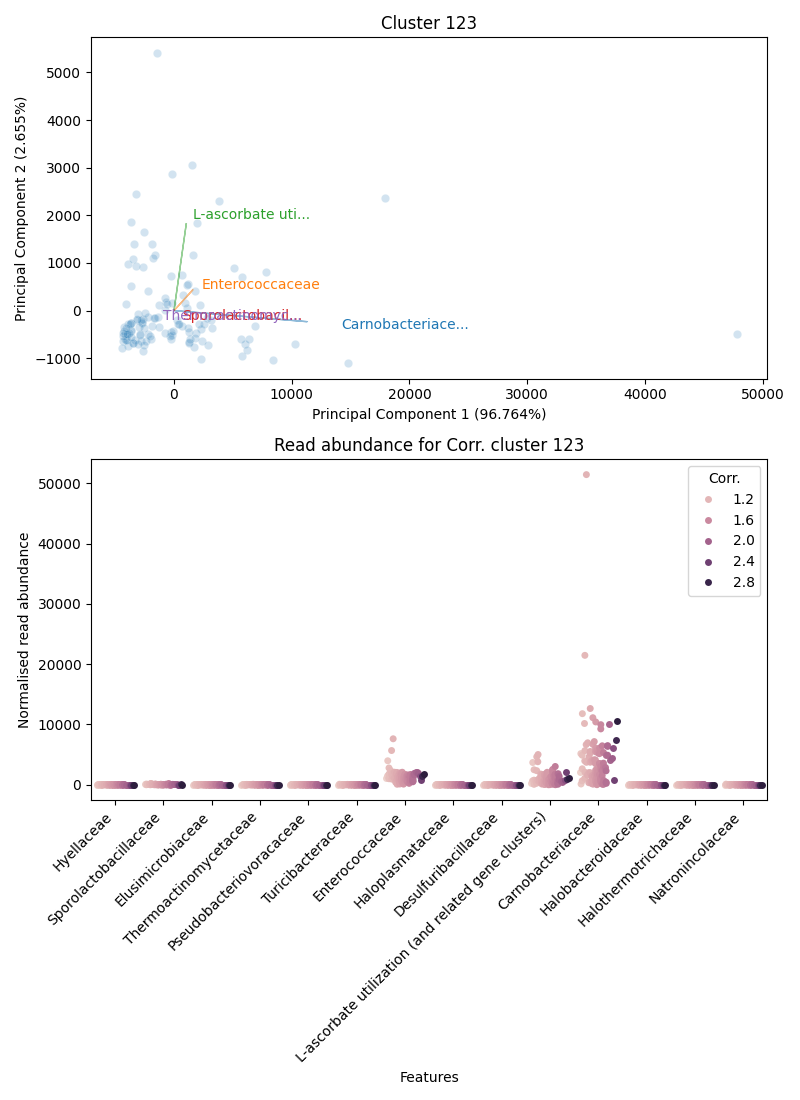 Cluster 123
Principal Component 2 (2.655%)
5000
4000
3000
2000
1000
0
−1000
L-ascorbate uti...
Enterococcaceae
Sporolactobacil...
Carnobacteriace...
0
10000
20000
30000
40000
50000
Principal Component 1 (96.764%)
Read abundance for Corr. cluster 123
Normalised read abundance
50000
40000
30000
20000
10000
0
Corr.
1.2
1.6
2.0
2.4
2.8
Hyellaceae
Sporolactobacillaceae
Elusimicrobiaceae
Thermoactinomycetaceae
Pseudobacteriovoracaceae
Turicibacteraceae
Enterococcaceae
Haloplasmataceae
Desulfuribacillaceae
L-ascorbate utilization (and related gene clusters)
Carnobacteriaceae
Halobacteroidaceae
Halothermotrichaceae
Natronincolaceae
Features